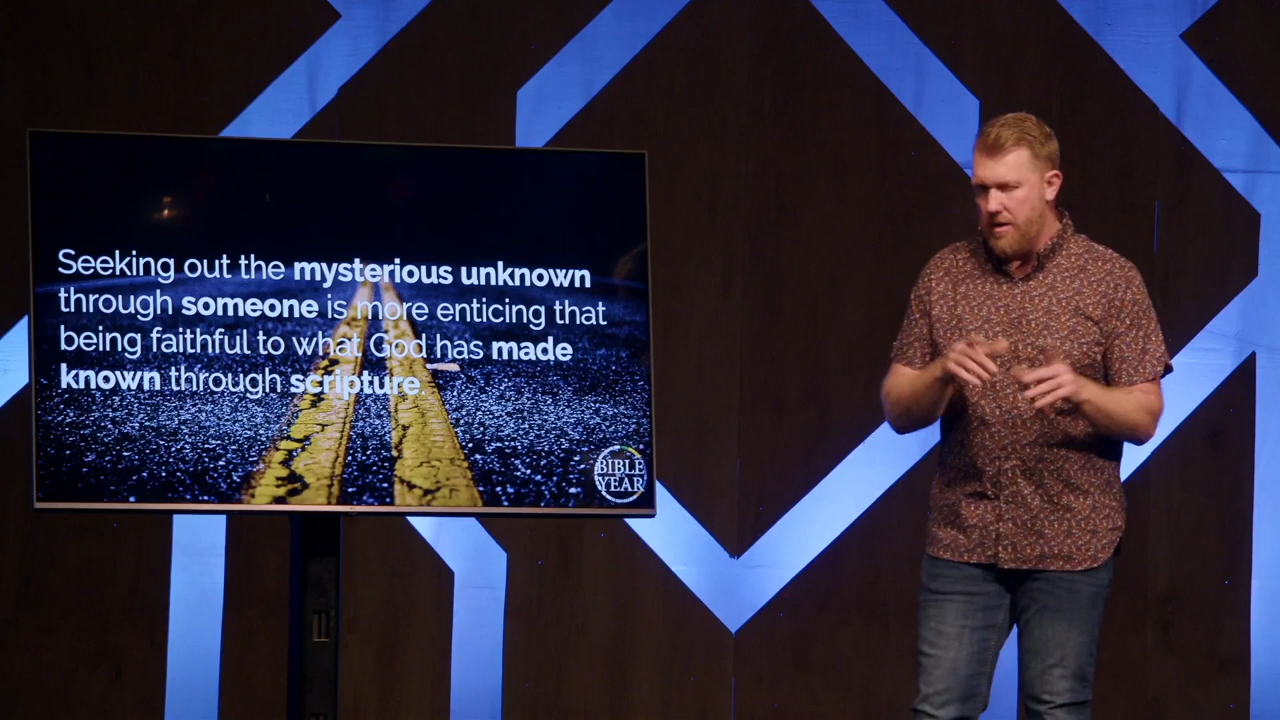 Seeking out the mysterious unknown
through someone is more enticing that
being faithful to what God has made
known through scripture.
BIBLE
YEAR